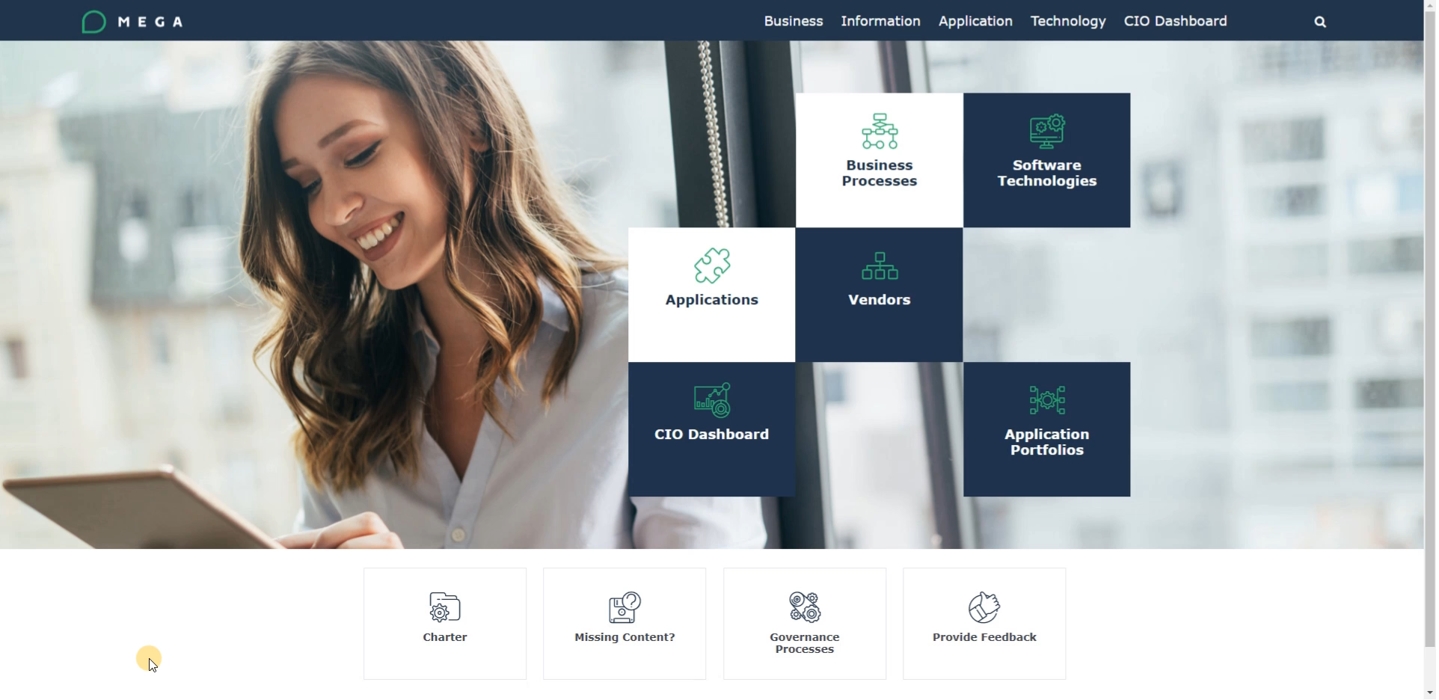 MEGA
Business Information Application Technology CIO Dashboard
Business
Processes
Software
Technologies
Applications
Vendors
CIO Dashboard
Application
Portfolios
Charter
Missing Content?
Governance
Processes
Provide Feedback